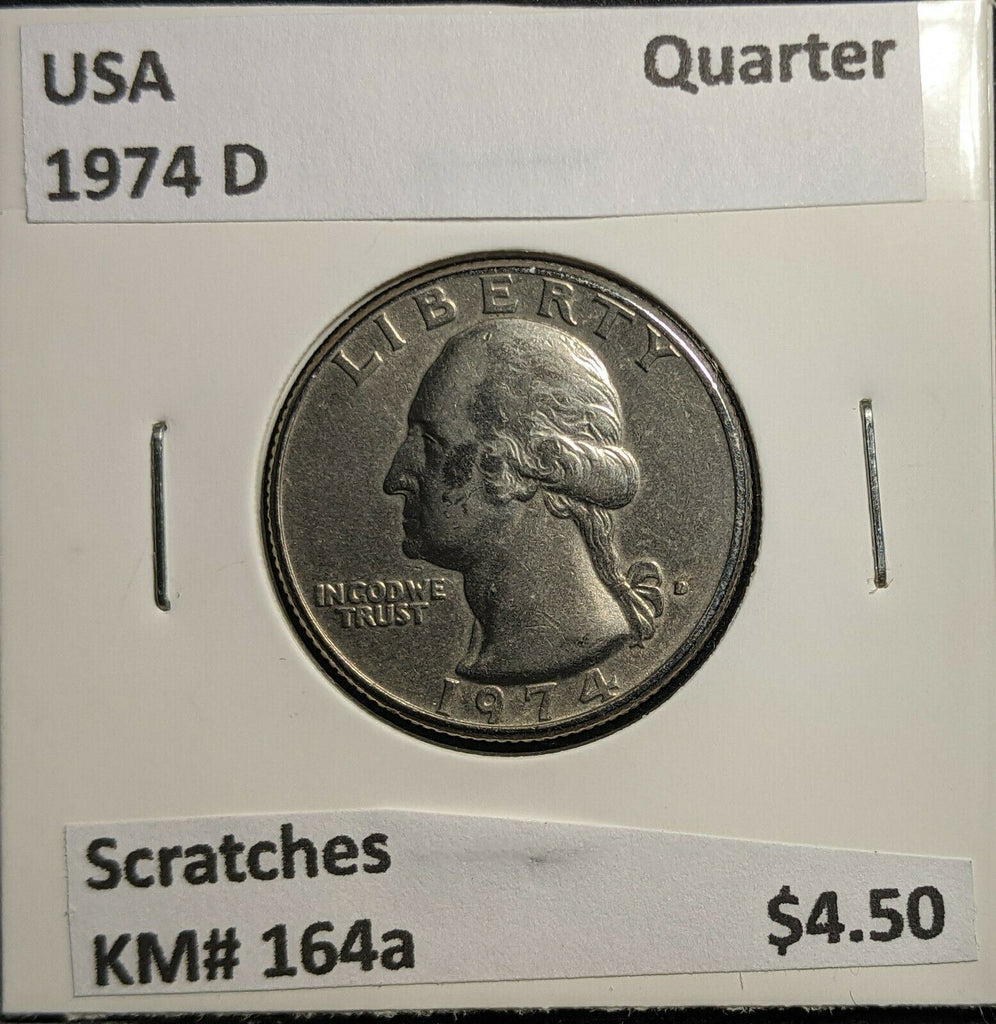 USA Quarter
1974 D
LIBERTY
IN GOD WE
TRUST
D
1974
Scratches
KM# 164a $4.50